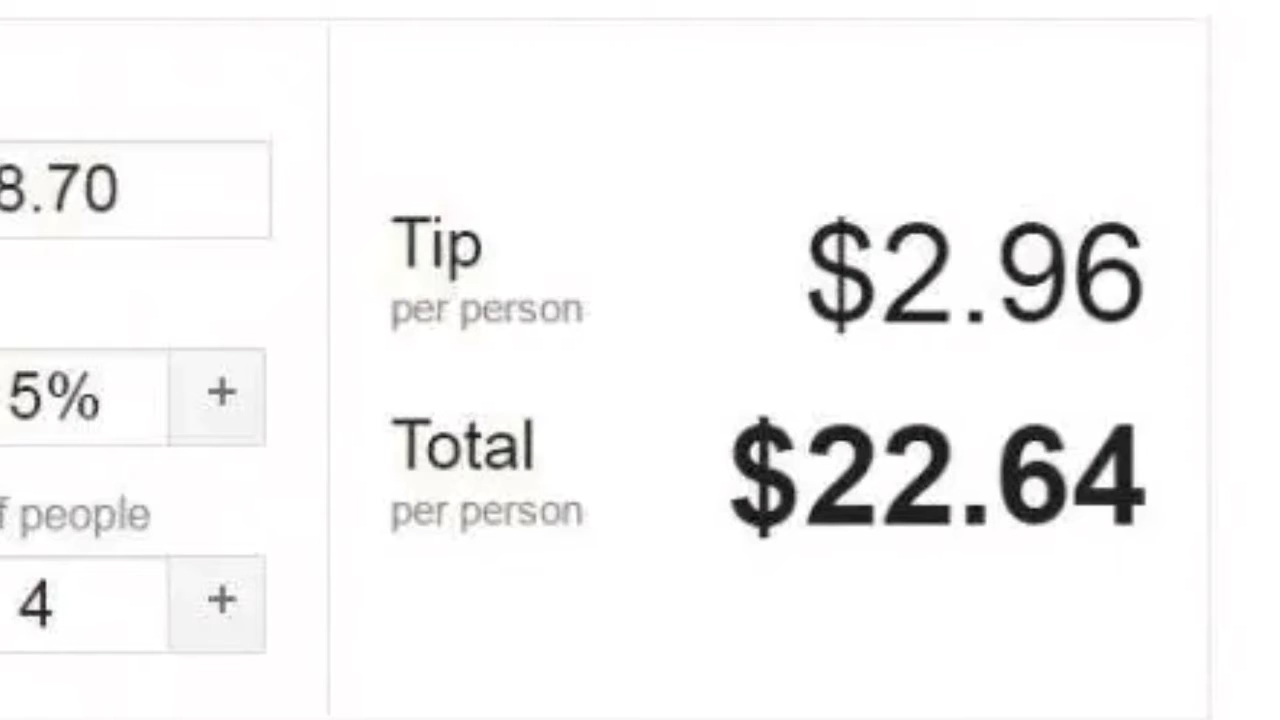 8.70
Tip $2.96
per person
5% +
Total $22.64
f people
per person
4 +